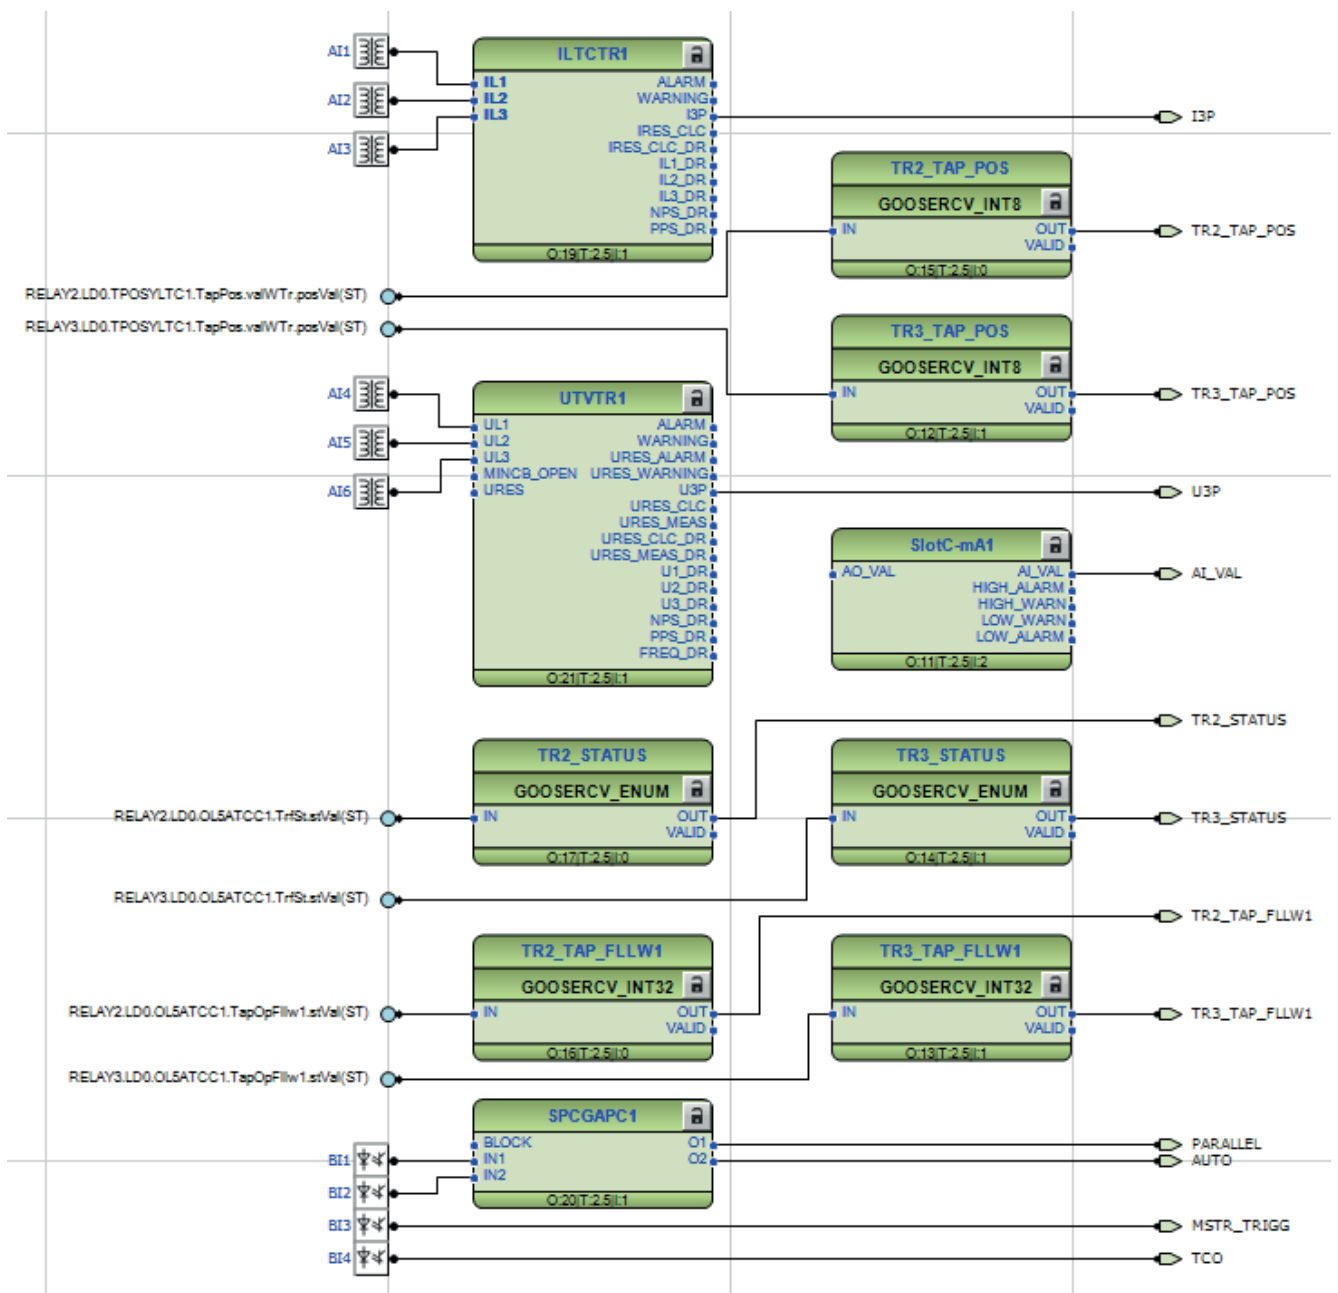 AI1
ILTCTR1
IL1 ALARM
AI2 IL2 WARNING
IL3 I3P I3P
IRES_CLC
AI3 IRES_CLC_DR
IL1_DR TR2_TAP_POS
IL2_DR
IL3_DR GOOSERCV_INT8
NPS_DR
PPS_DR IN OUT TR2_TAP_POS
VALID
O:19|T:2.5|I:1
O:15|T:2.5|I:0
RELAY2.LD0.TPOSYLTC1.TapPos.valWTr.posVal(ST)
RELAY3.LD0.TPOSYLTC1.TapPos.valWTr.posVal(ST) TR3_TAP_POS
GOOSERCV_INT8
AI4 UTVTR1 IN OUT TR3_TAP_POS
VALID
UL1 ALARM O:12|T:2.5|I:1
AI5 UL2 WARNING
UL3 URES_ALARM
MINCB_OPEN URES_WARNING
AI6 URES U3P U3P
URES_CLC
URES_MEAS
URES_CLC_DR SlotC-mA1
URES_MEAS_DR
U1_DR AO_VAL AI_VAL AI_VAL
U2_DR HIGH_ALARM
U3_DR HIGH_WARN
NPS_DR LOW_WARN
PPS_DR LOW_ALARM
FREQ_DR
O:11|T:2.5|I:2
O:21|T:2.5|I:1
TR2_STATUS
TR2_STATUS TR3_STATUS
GOOSERCV_ENUM GOOSERCV_ENUM
RELAY2.LD0.OL5ATCC1.TrfSt.stVal(ST) IN OUT IN OUT TR3_STATUS
VALID VALID
O:17|T:2.5|I:0 O:14|T:2.5|I:1
RELAY3.LD0.OL5ATCC1.TrfSt.stVal(ST)
TR2_TAP_FLLW1
TR2_TAP_FLLW1 TR3_TAP_FLLW1
GOOSERCV_INT32 GOOSERCV_INT32
RELAY2.LD0.OL5ATCC1.TapOpFllw1.stVal(ST) IN OUT IN OUT TR3_TAP_FLLW1
VALID VALID
O:16|T:2.5|I:0 O:13|T:2.5|I:1
RELAY3.LD0.OL5ATCC1.TapOpFllw1.stVal(ST)
SPCGAPC1
BLOCK O1 PARALLEL
BI1 IN1 O2 AUTO
IN2
BI2
O:20|T:2.5|I:1
BI3 MSTR_TRIGG
BI4 TCO